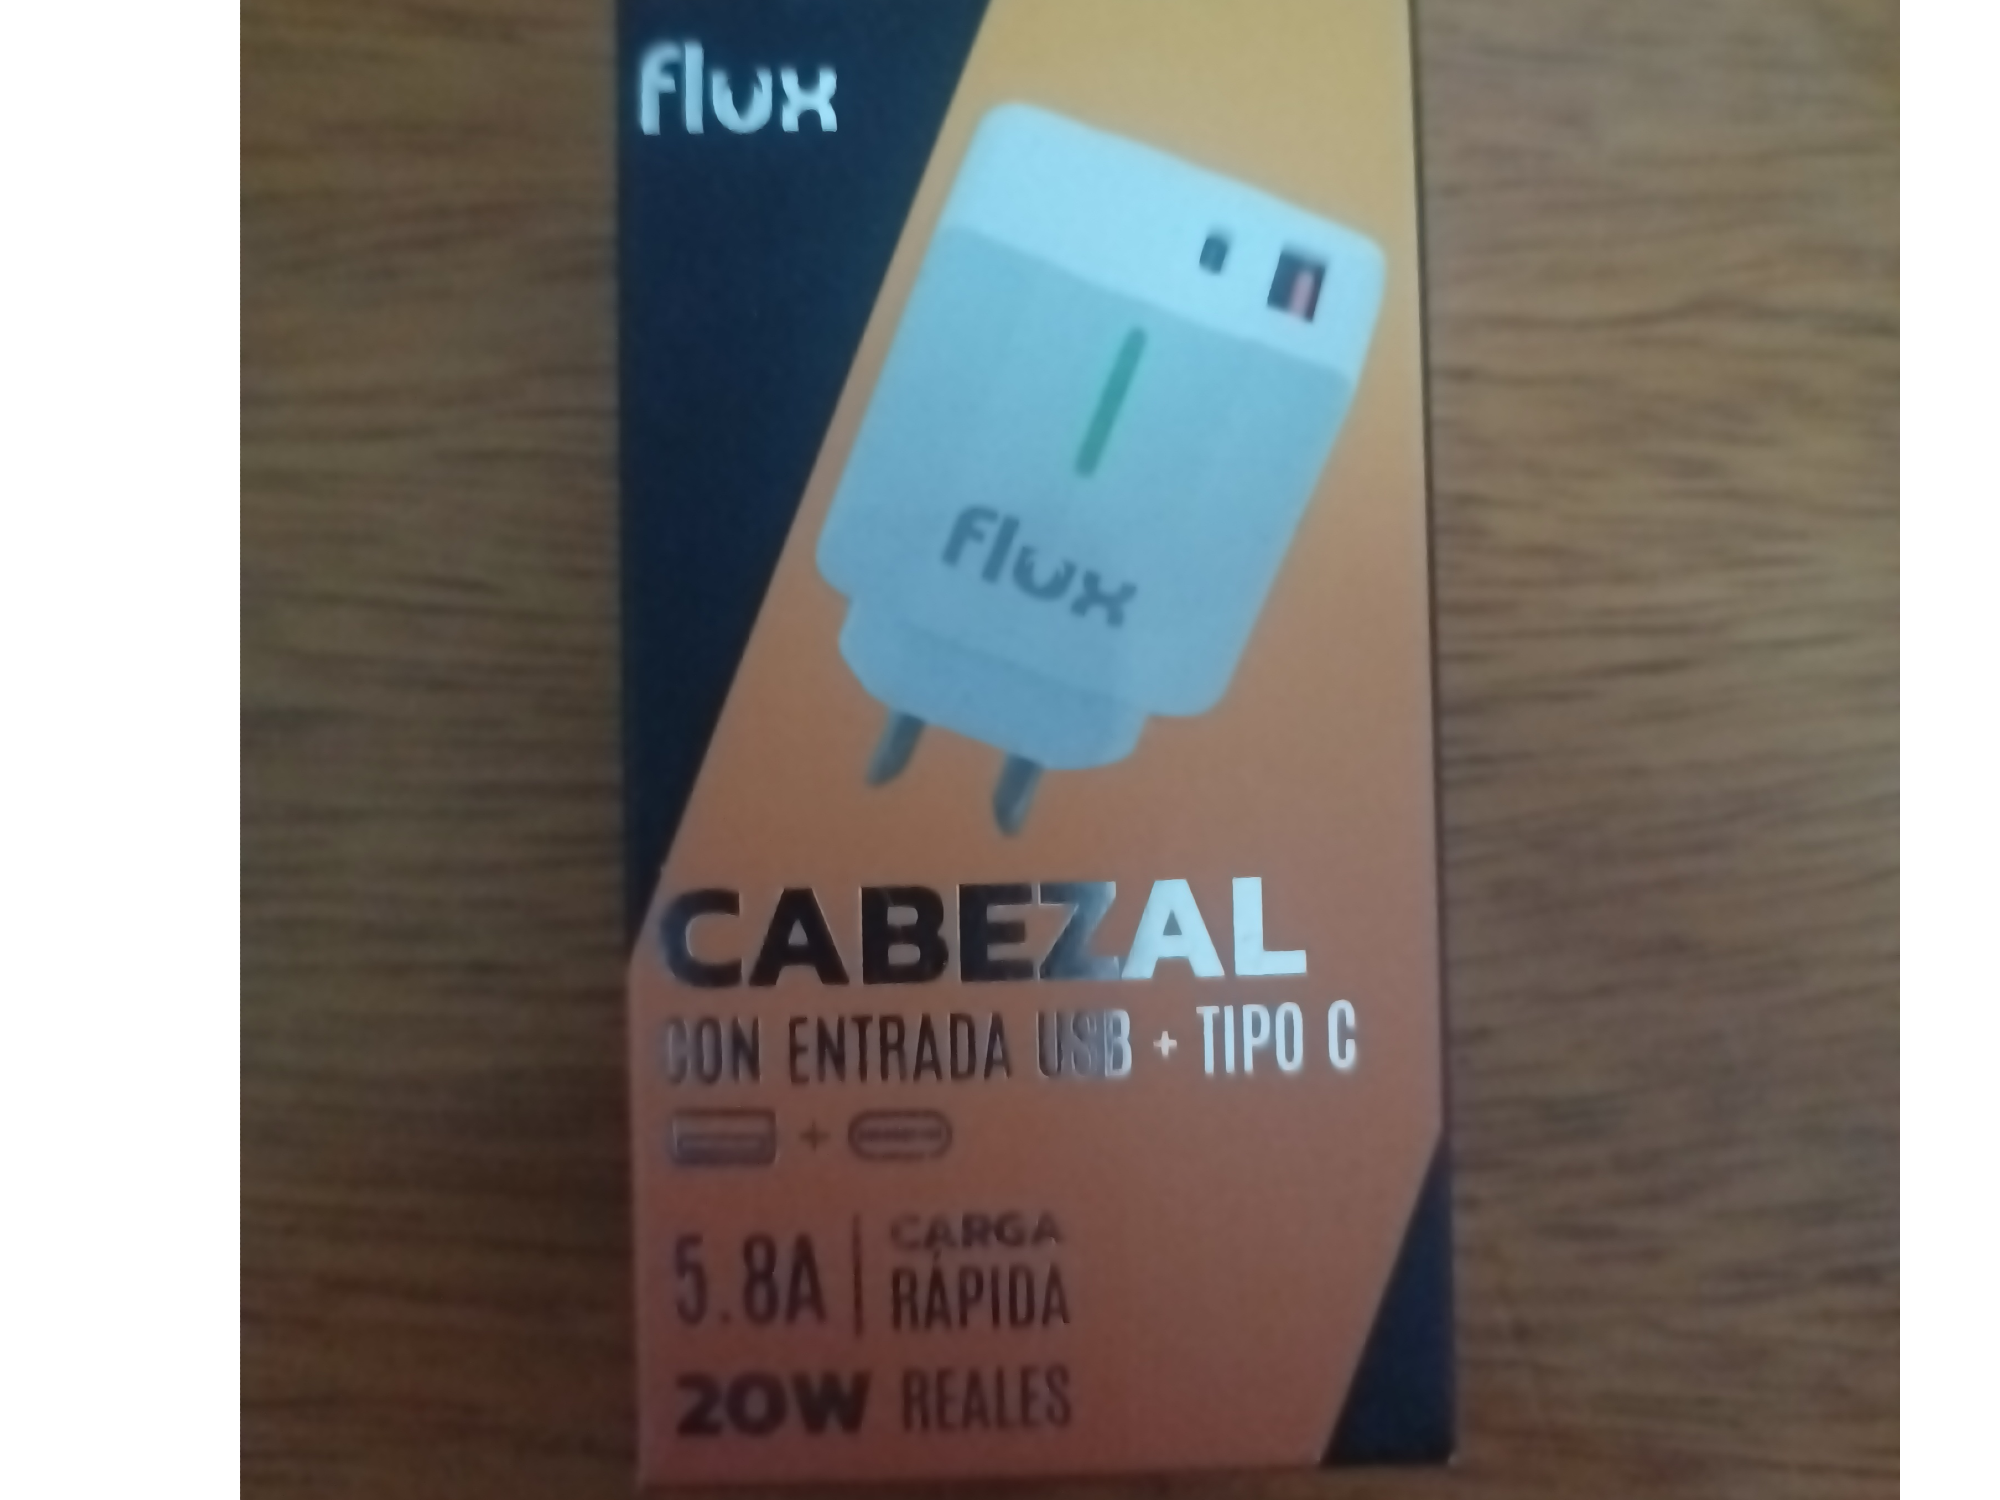 flux
flux
CABEZAL
CON ENTRADA USB + TIPO C
+
5.8A
CARGA
RÁPIDA
20W REALES